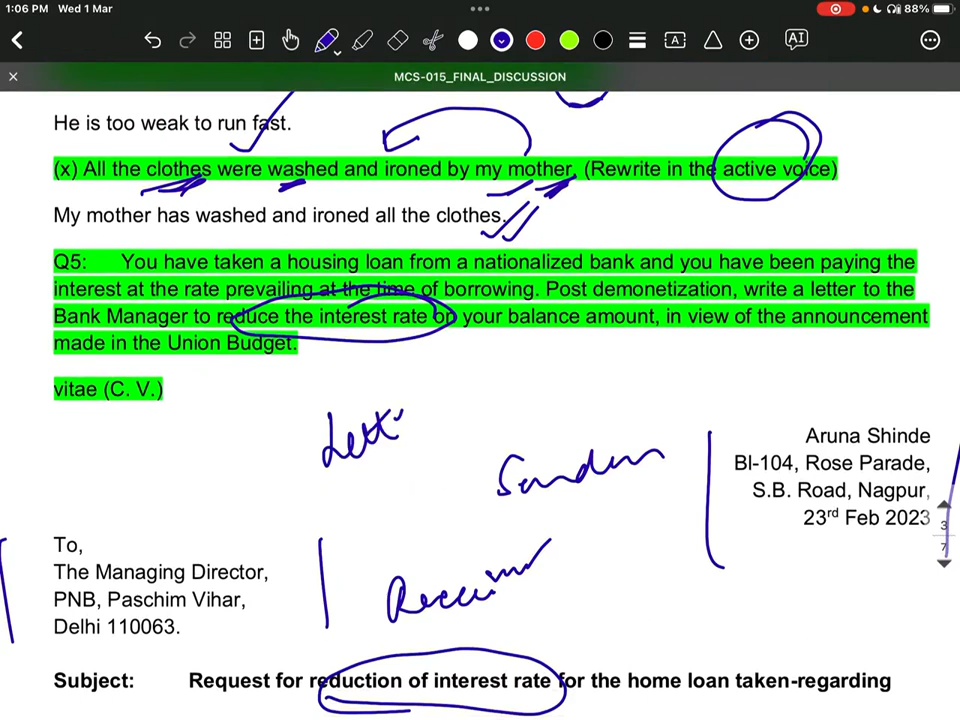 1:06 PM Wed 1 Mar
88%
A
AI
MCS-015_FINAL_DISCUSSION
He is too weak to run fast.
(x) All the clothes were washed and ironed by my mother. (Rewrite in the active voice)
My mother has washed and ironed all the clothes.
Q5: You have taken a housing loan from a nationalized bank and you have been paying the
interest at the rate prevailing at the time of borrowing. Post demonetization, write a letter to the
Bank Manager to reduce the interest rate on your balance amount, in view of the announcement
made in the Union Budget.
vitae (C. V.)
Aruna Shinde
Bl-104, Rose Parade,
S.B. Road, Nagpur,
23rd Feb 2023
3
7
To,
The Managing Director,
PNB, Paschim Vihar,
Delhi 110063.
Subject: Request for reduction of interest rate for the home loan taken-regarding